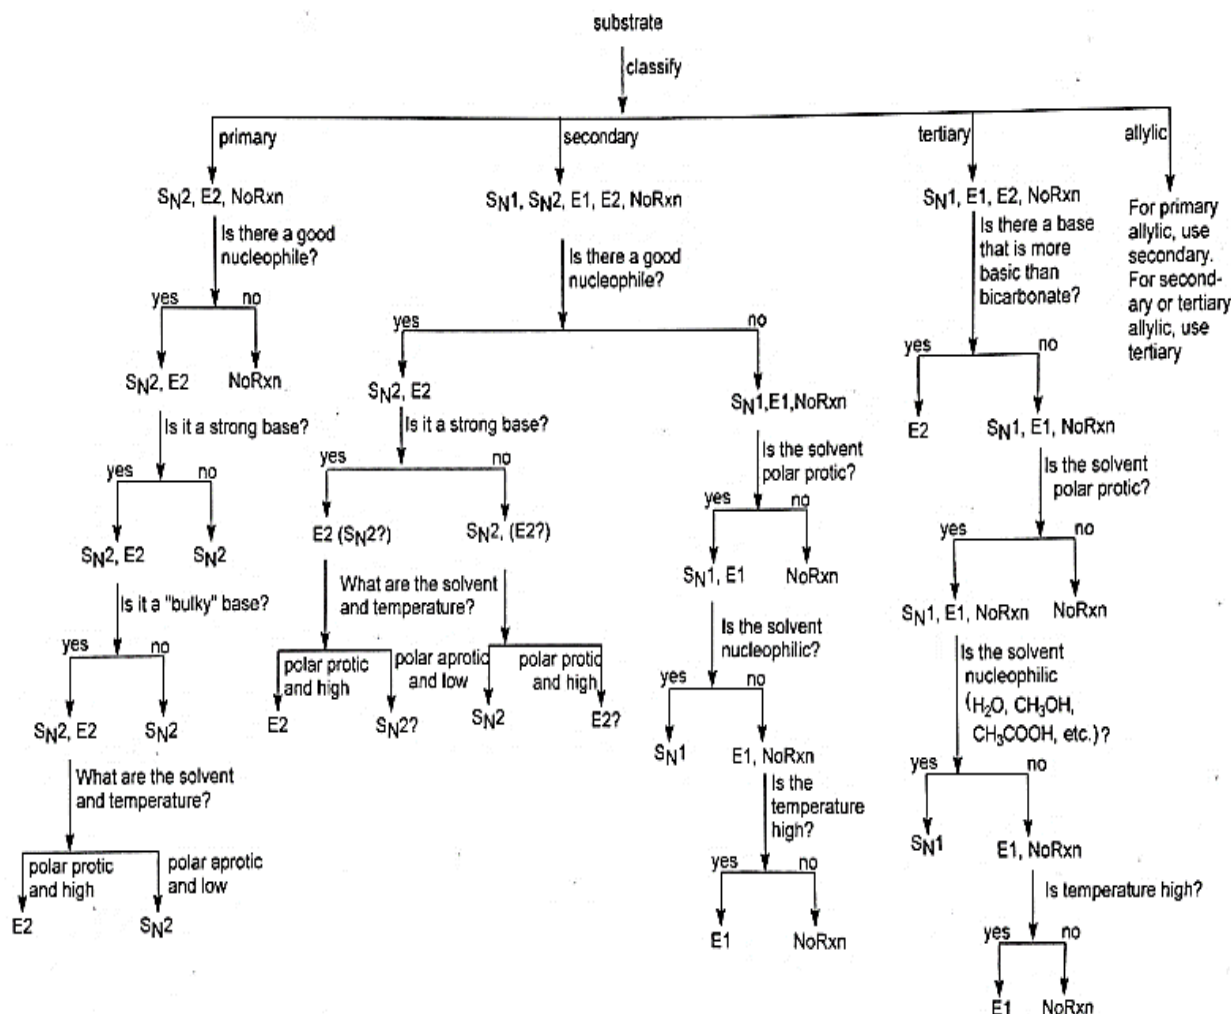 substrate
classify
primary
secondary
tertiary
allylic
SN2, E2, NoRxn
Is there a good
nucleophile?
yes
no
SN2, E2
NoRxn
Is it a strong base?
yes
no
SN2, E2
SN2
Is it a "bulky" base?
yes
no
SN2, E2
SN2
What are the solvent
and temperature?
polar protic
and high
polar aprotic
and low
E2
SN2
SN1, SN2, E1, E2, NoRxn
Is there a good
nucleophile?
yes
no
SN2, E2
Is it a strong base?
yes
no
E2 (SN2?)
SN2, (E2?)
What are the solvent
and temperature?
polar protic
and high
polar aprotic
and low
polar protic
and high
E2
SN2?
SN2
E2?
SN1,E1,NoRxn
Is the solvent
polar protic?
yes
no
SN1, E1
NoRxn
Is the solvent
nucleophilic?
yes
no
SN1
E1, NoRxn
Is the
temperature
high?
yes
no
E1
NoRxn
SN1, E1, E2, NoRxn
Is there a base
that is more
basic than
bicarbonate?
yes
no
E2
SN1, E1, NoRxn
Is the solvent
polar protic?
yes
no
SN1, E1, NoRxn
NoRxn
Is the solvent
nucleophilic
(H2O, CH3OH,
CH3COOH, etc.)?
yes
no
SN1
E1, NoRxn
Is temperature high?
yes
no
E1
NoRxn
For primary
allylic, use
secondary.
For second-
ary or tertiary
allylic, use
tertiary